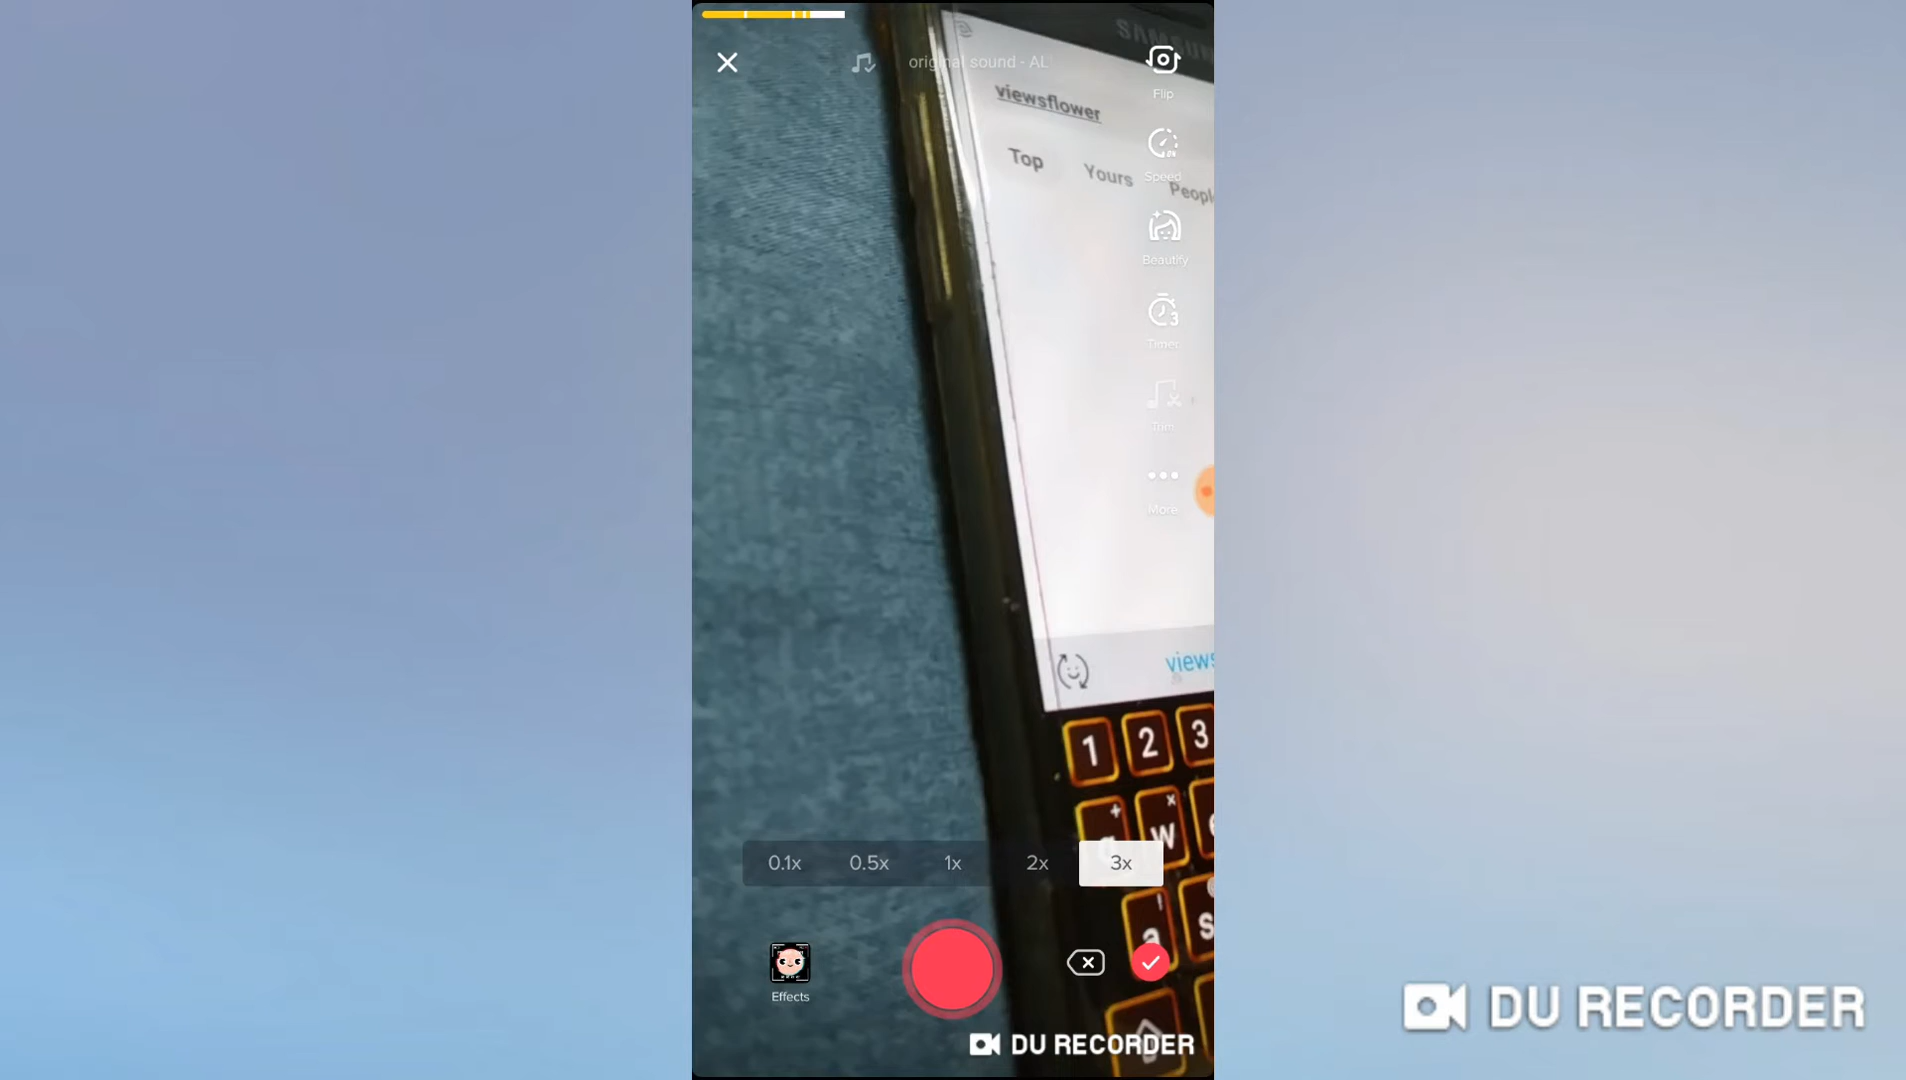 SAMSUN
original sound - AL
Flip
viewsflower
Top
Yours
Peopl
Speed
Beautify
Timer
Trim
More
views
1 2 3
+ x
q w e
0.1x 0.5x 1x 2x 3x
!
a s
Effects
DU RECORDER
DU RECORDER